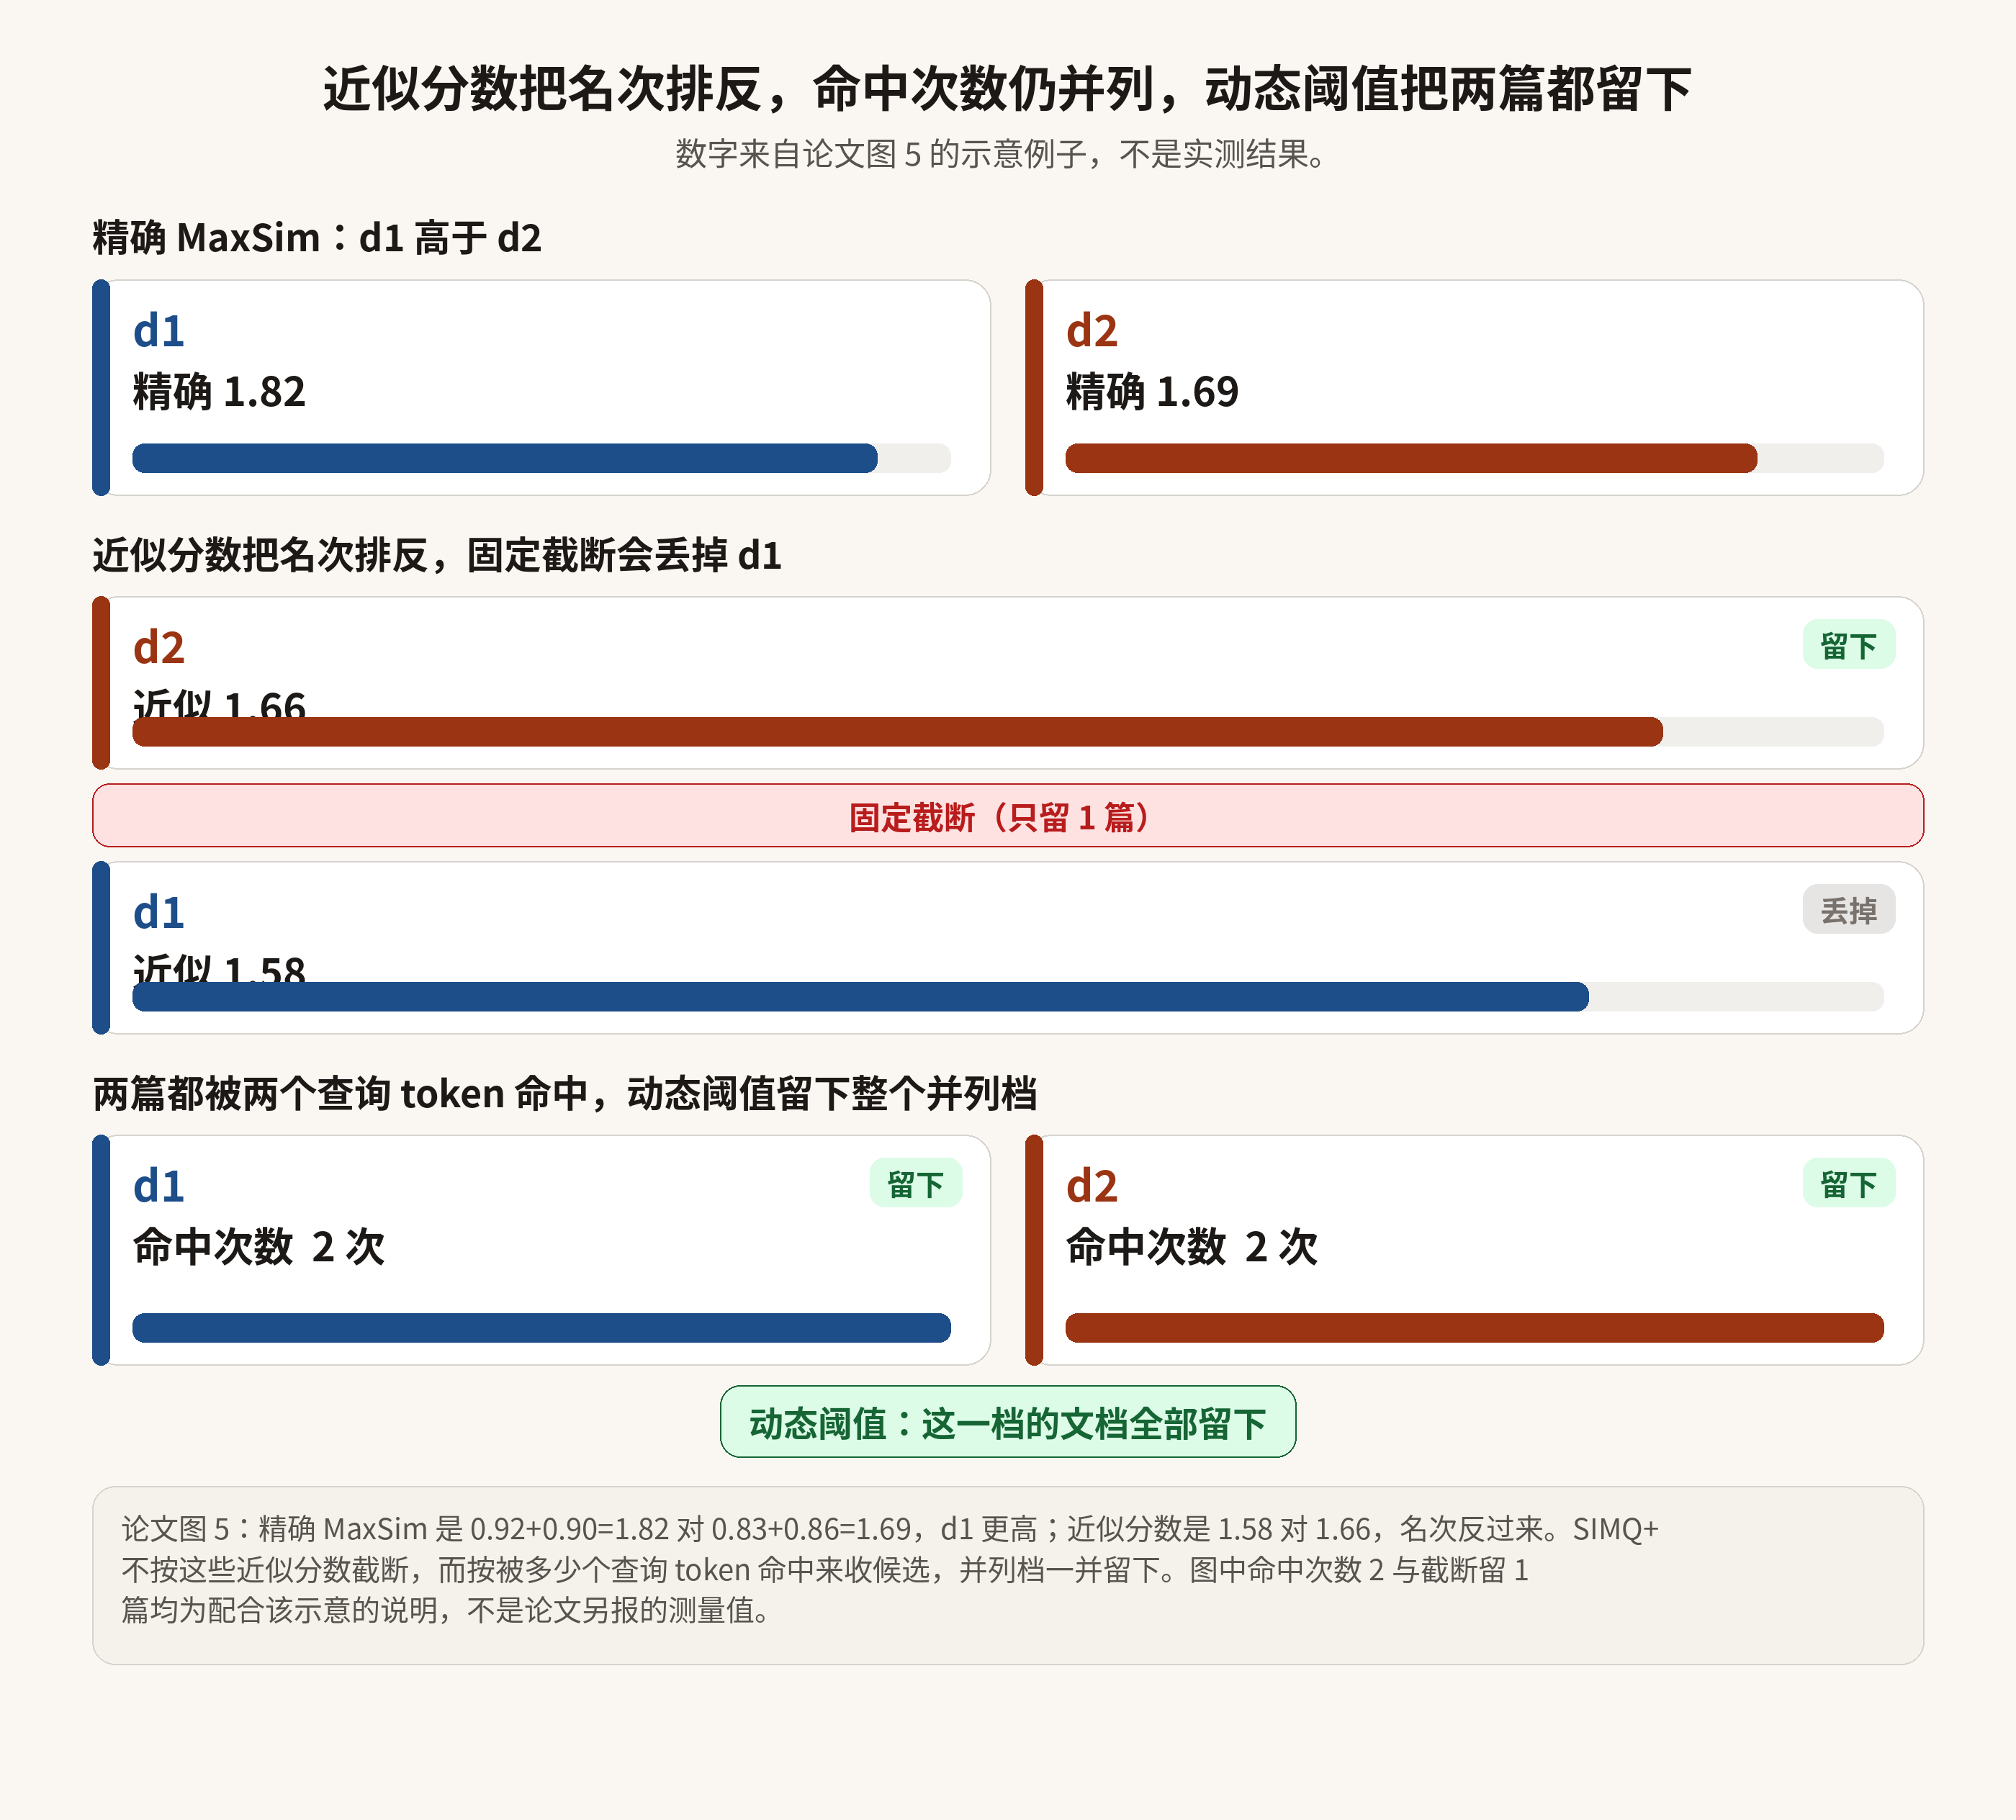 近似分数把名次排反，命中次数仍并列，动态阈值把两篇都留下
数字来自论文图 5 的示意例子，不是实测结果。
精确 MaxSim：d1 高于 d2
d1
精确 1.82
d2
精确 1.69
近似分数把名次排反，固定截断会丢掉 d1
d2
留下
近似 1.66
固定截断（只留 1 篇）
d1
丢掉
近似 1.58
两篇都被两个查询 token 命中，动态阈值留下整个并列档
d1
留下
命中次数 2 次
d2
留下
命中次数 2 次
动态阈值：这一档的文档全部留下
论文图 5：精确 MaxSim 是 0.92+0.90=1.82 对 0.83+0.86=1.69，d1 更高；近似分数是 1.58 对 1.66，名次反过来。SIMQ+
不按这些近似分数截断，而按被多少个查询 token 命中来收候选，并列档一并留下。图中命中次数 2 与截断留 1
篇均为配合该示意的说明，不是论文另报的测量值。